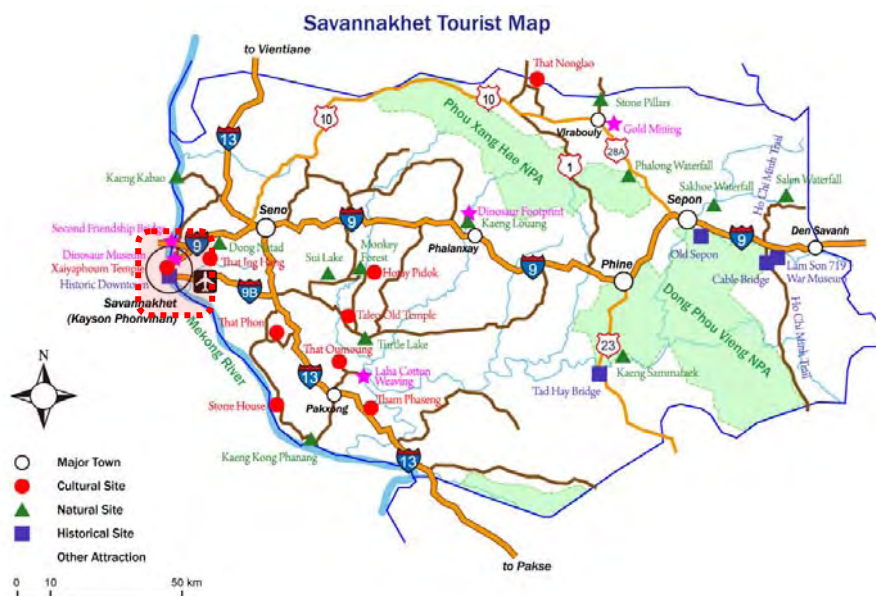 Savannakhet Tourist Map
to Vientiane
That Nonglao
10
10
Stone Pillars
Virabouly
Gold Mining
13
28A
Phou Xang Hae NPA
1
Phalong Waterfall
Kaeng Kabao
Ho Chi Minh Trail
Sakhoe Waterfall
Salen Waterfall
Sepon
Seno
9
Dinosaur Footprint
Kaeng Louang
Den Savanh
Second Friendship Bridge
9
Dong Natad
Monkey
Forest
Phalanxay
Old Sepon
9
Dinosaur Museum
That Ing Hang
Sui Lake
Hotay Pidok
9
Phine
Cable Bridge
Lam Son 719
War Museum
Xaiyaphoum Temple
Historic Downtown
9B
Savannakhet
(Kayson Phonvihan)
Mekong River
Taleo Old Temple
Dong Phou Vieng NPA
Ho Chi Minh Trail
That Phon
Turtle Lake
23
That Oumoung
Kaeng Sammataek
N
13
Laha Cotton
Weaving
Tad Hay Bridge
Stone House
Pakxong
Tham Phaseng
Kaeng Kong Phanang
13
Major Town
Cultural Site
Natural Site
Historical Site
Other Attraction
to Pakse
0 10 50 km